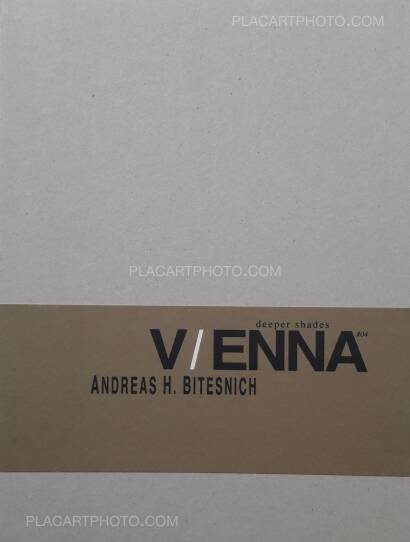 PLACARTPHOTO.COM
PLACARTPHOTO.COM
deeper shades
V/ENNA #04
ANDREAS H. BITESNICH
PLACARTPHOTO.COM